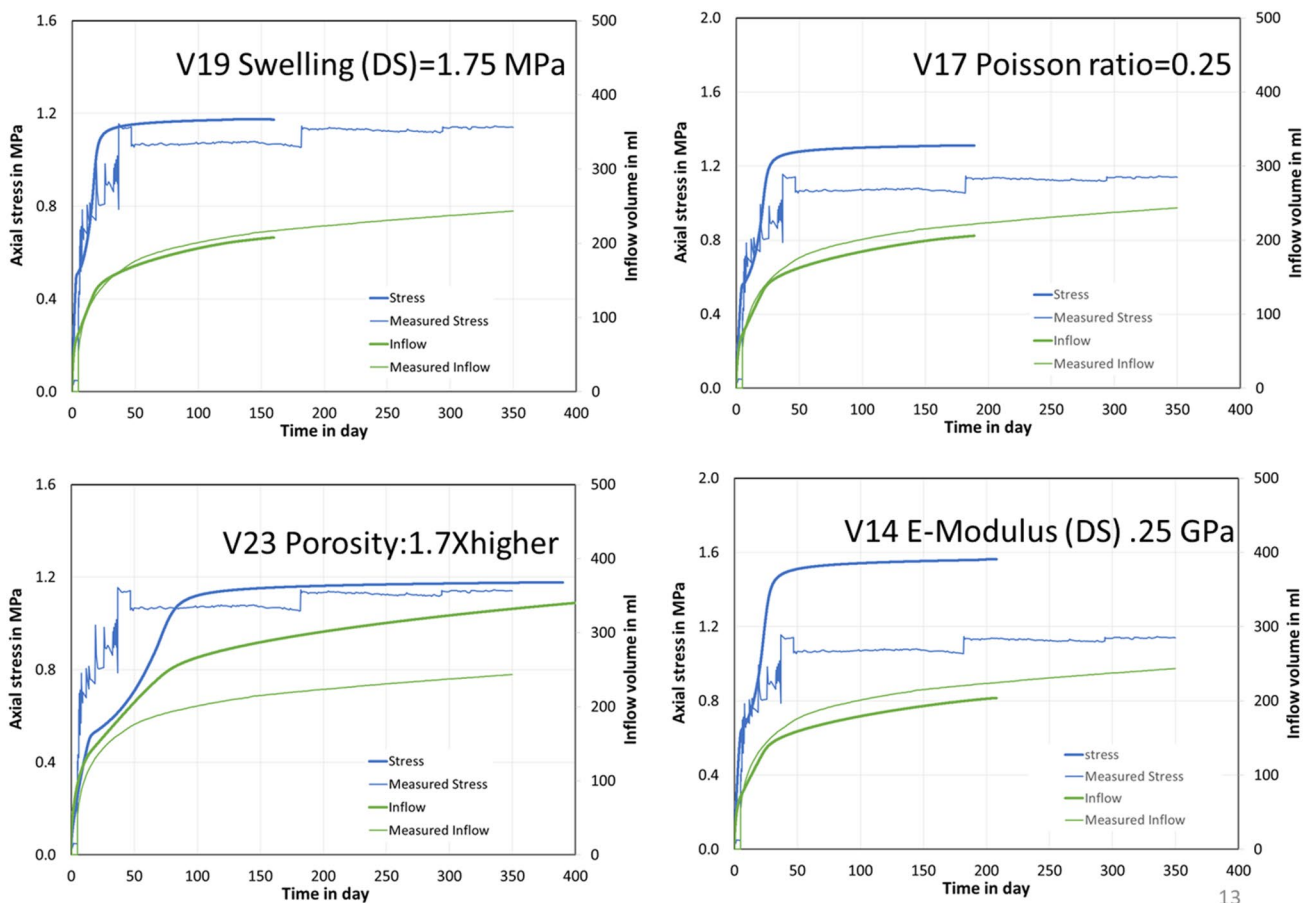 V19 Swelling (DS)=1.75 MPa
Axial stress in MPa
1.6
1.2
0.8
0.4
0.0
500
400
300
200
100
0
Inflow volume in ml
Stress
Measured Stress
Inflow
Measured Inflow
0 50 100 150 200 250 300 350 400
Time in day
V17 Poisson ratio=0.25
Axial stress in MPa
2.0
1.6
1.2
0.8
0.4
0.0
500
400
300
200
100
0
Inflow volume in ml
Stress
Measured Stress
Inflow
Measured Inflow
0 50 100 150 200 250 300 350 400
Time in day
V23 Porosity:1.7Xhigher
Axial stress in MPa
1.6
1.2
0.8
0.4
0.0
500
400
300
200
100
0
Inflow volume in ml
Stress
Measured Stress
Inflow
Measured Inflow
0 50 100 150 200 250 300 350 400
Time in day
V14 E-Modulus (DS) .25 GPa
Axial stress in MPa
2.0
1.6
1.2
0.8
0.4
0.0
500
400
300
200
100
0
Inflow volume in ml
stress
Measured Stress
Inflow
Measured Inflow
0 50 100 150 200 250 300 350 400
Time in day
13